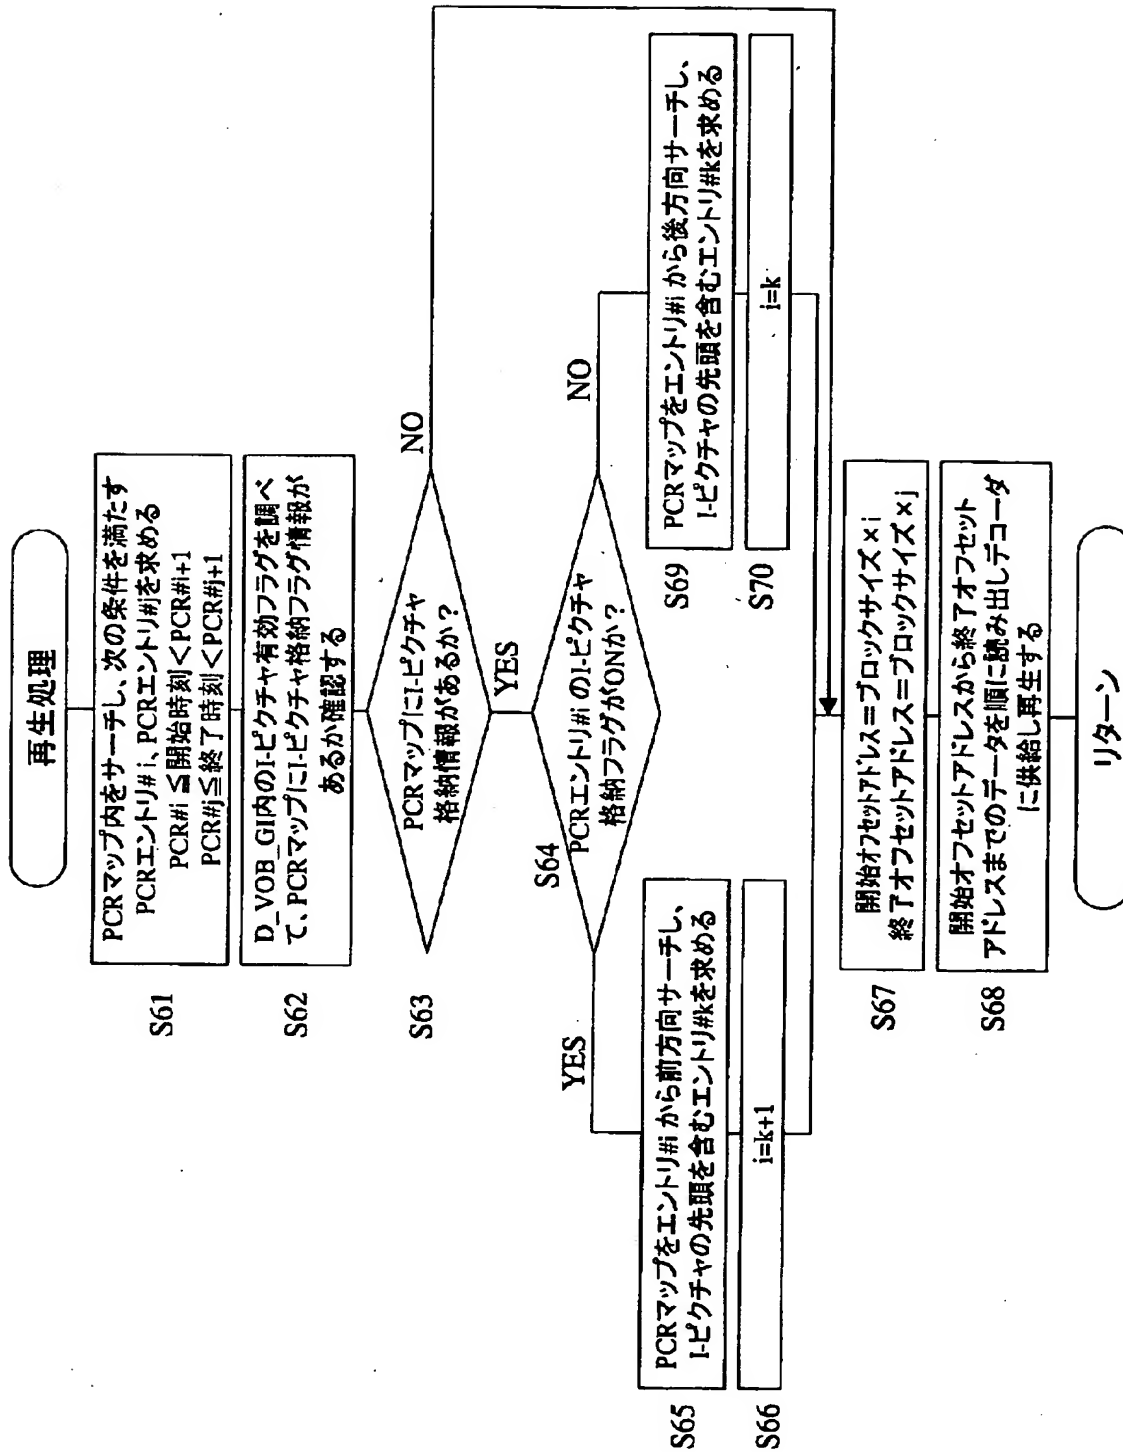 再生処理
S61
PCRマップ内をサーチし、次の条件を満たす
PCRエントリ#i、PCRエントリ#jを求める
PCR#i≦開始時刻<PCR#i+1
PCR#j≦終了時刻<PCR#j+1
S62
D_VOB_GI内のI-ピクチャ有効フラグを調べ
て、PCRマップにI-ピクチャ格納フラグ情報が
あるか確認する
S63
PCRマップにI-ピクチャ
格納情報があるか?
NO
YES
S64
PCRエントリ#iのI-ピクチャ
格納フラグがONか?
YES
NO
S65
PCRマップをエントリ#iから前方向サーチし、
I-ピクチャの先頭を含むエントリ#kを求める
S66
i=k+1
S69
PCRマップをエントリ#iから後方向サーチし、
I-ピクチャの先頭を含むエントリ#kを求める
S70
i=k
S67
開始オフセットアドレス=ブロックサイズ×i
終了オフセットアドレス=ブロックサイズ×j
S68
開始オフセットアドレスから終了オフセット
アドレスまでのデータを順に読み出しデコーダ
に供給し再生する
リターン